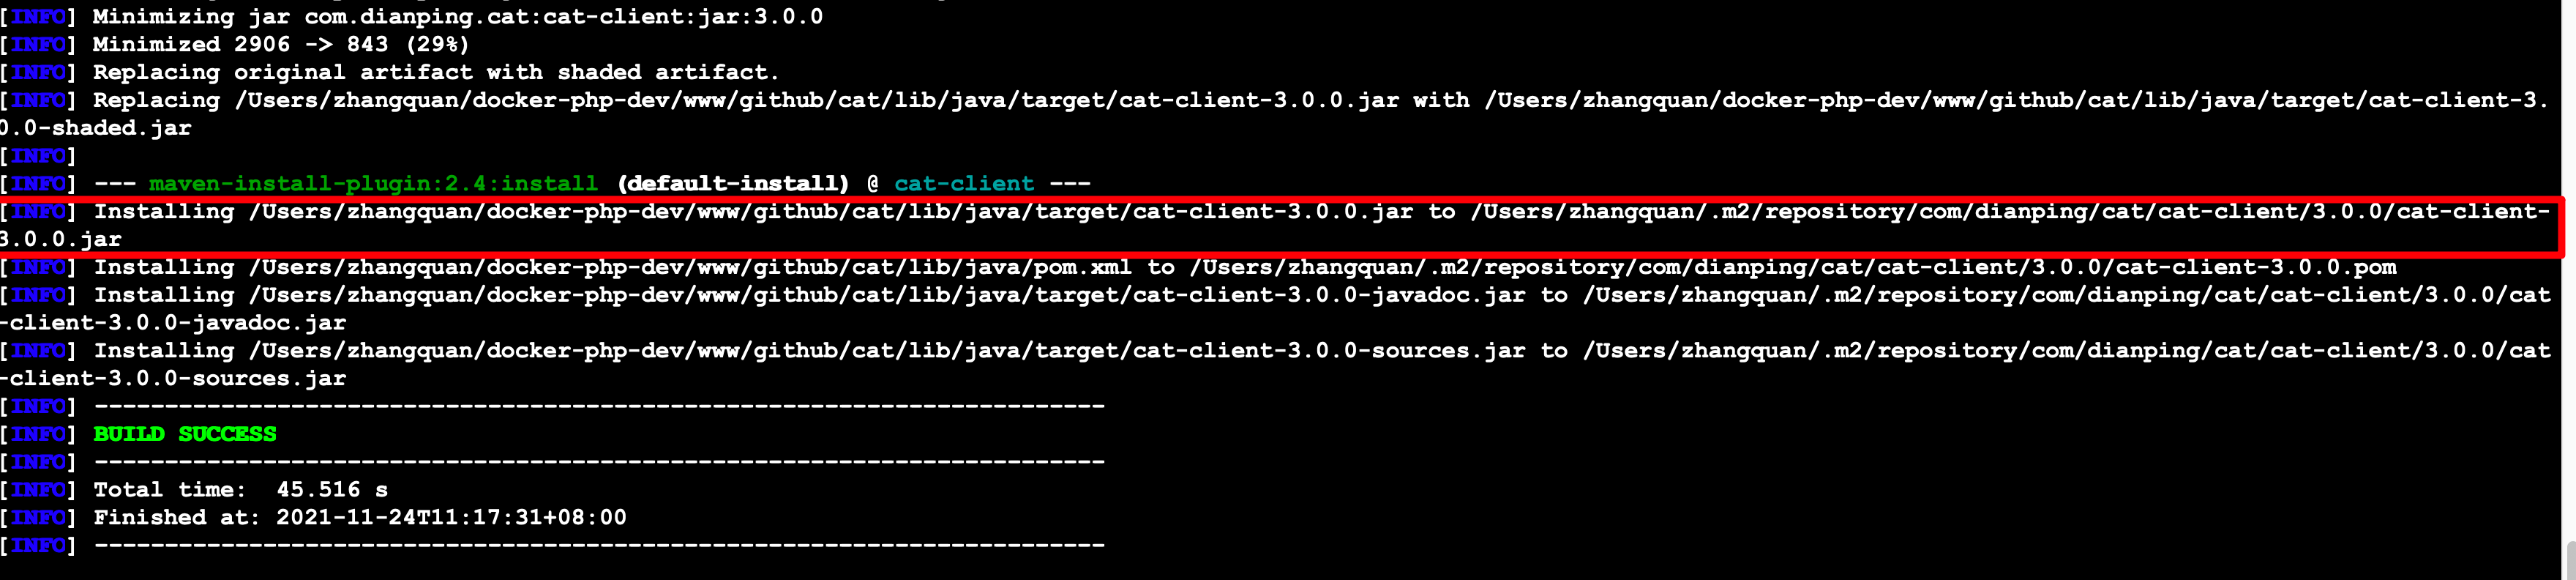 [INFO] Minimizing jar com.dianping.cat:cat-client:jar:3.0.0
[INFO] Minimized 2906 -> 843 (29%)
[INFO] Replacing original artifact with shaded artifact.
[INFO] Replacing /Users/zhangquan/docker-php-dev/www/github/cat/lib/java/target/cat-client-3.0.0.jar with /Users/zhangquan/docker-php-dev/www/github/cat/lib/java/target/cat-client-3.
0.0-shaded.jar
[INFO]
[INFO] --- maven-install-plugin:2.4:install (default-install) @ cat-client ---
[INFO] Installing /Users/zhangquan/docker-php-dev/www/github/cat/lib/java/target/cat-client-3.0.0.jar to /Users/zhangquan/.m2/repository/com/dianping/cat/cat-client/3.0.0/cat-client-
3.0.0.jar
[INFO] Installing /Users/zhangquan/docker-php-dev/www/github/cat/lib/java/pom.xml to /Users/zhangquan/.m2/repository/com/dianping/cat/cat-client/3.0.0/cat-client-3.0.0.pom
[INFO] Installing /Users/zhangquan/docker-php-dev/www/github/cat/lib/java/target/cat-client-3.0.0-javadoc.jar to /Users/zhangquan/.m2/repository/com/dianping/cat/cat-client/3.0.0/cat
-client-3.0.0-javadoc.jar
[INFO] Installing /Users/zhangquan/docker-php-dev/www/github/cat/lib/java/target/cat-client-3.0.0-sources.jar to /Users/zhangquan/.m2/repository/com/dianping/cat/cat-client/3.0.0/cat
-client-3.0.0-sources.jar
[INFO] ------------------------------------------------------------------------
[INFO] BUILD SUCCESS
[INFO] ------------------------------------------------------------------------
[INFO] Total time:  45.516 s
[INFO] Finished at: 2021-11-24T11:17:31+08:00
[INFO] ------------------------------------------------------------------------